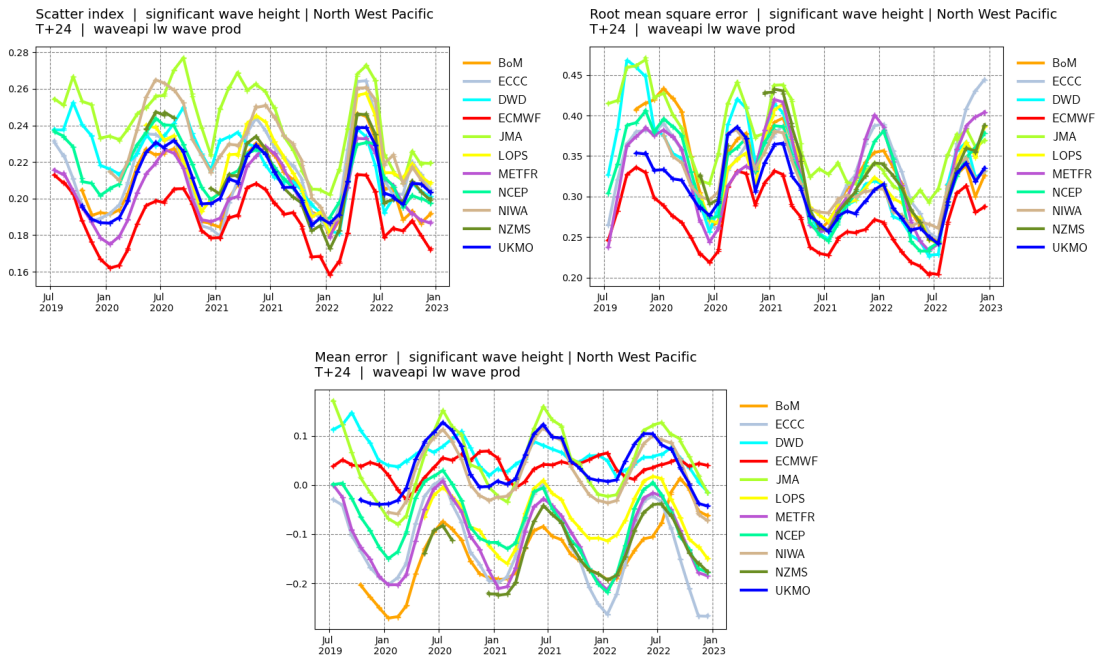 Scatter index | significant wave height | North West Pacific
T+24 | waveapi lw wave prod
0.28
0.26
0.24
0.22
0.20
0.18
0.16
Jul
2019
Jan
2020
Jul
2020
Jan
2021
Jul
2021
Jan
2022
Jul
2022
Jan
2023
BoM
ECCC
DWD
ECMWF
JMA
LOPS
METFR
NCEP
NIWA
NZMS
UKMO
Root mean square error | significant wave height | North West Pacific
T+24 | waveapi lw wave prod
0.45
0.40
0.35
0.30
0.25
0.20
Jul
2019
Jan
2020
Jul
2020
Jan
2021
Jul
2021
Jan
2022
Jul
2022
Jan
2023
BoM
ECCC
DWD
ECMWF
JMA
LOPS
METFR
NCEP
NIWA
NZMS
UKMO
Mean error | significant wave height | North West Pacific
T+24 | waveapi lw wave prod
0.1
0.0
−0.1
−0.2
Jul
2019
Jan
2020
Jul
2020
Jan
2021
Jul
2021
Jan
2022
Jul
2022
Jan
2023
BoM
ECCC
DWD
ECMWF
JMA
LOPS
METFR
NCEP
NIWA
NZMS
UKMO